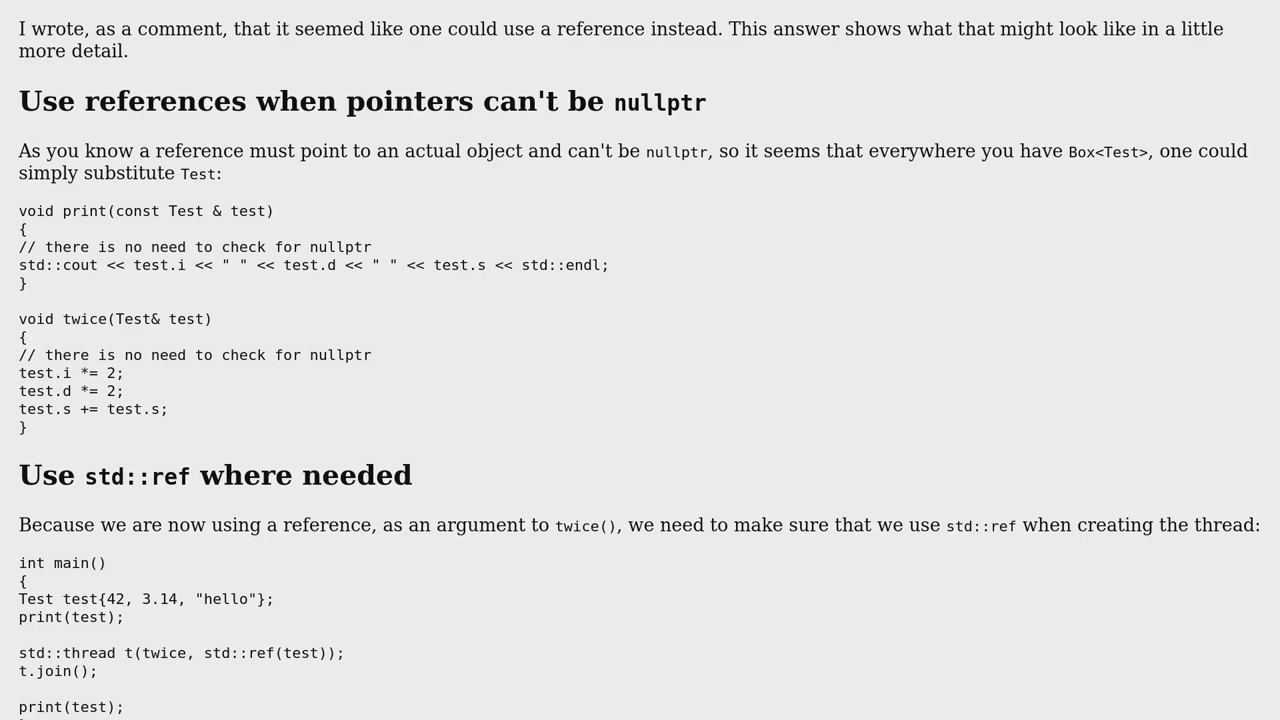 I wrote, as a comment, that it seemed like one could use a reference instead. This answer shows what that might look like in a little
more detail.
Use references when pointers can't be nullptr
As you know a reference must point to an actual object and can't be nullptr, so it seems that everywhere you have Box<Test>, one could
simply substitute Test:
void print(const Test & test)
{
// there is no need to check for nullptr
std::cout << test.i << " " << test.d << " " << test.s << std::endl;
}
void twice(Test& test)
{
// there is no need to check for nullptr
test.i *= 2;
test.d *= 2;
test.s += test.s;
}
Use std::ref where needed
Because we are now using a reference, as an argument to twice(), we need to make sure that we use std::ref when creating the thread:
int main()
{
Test test{42, 3.14, "hello"};
print(test);
std::thread t(twice, std::ref(test));
t.join();
print(test);